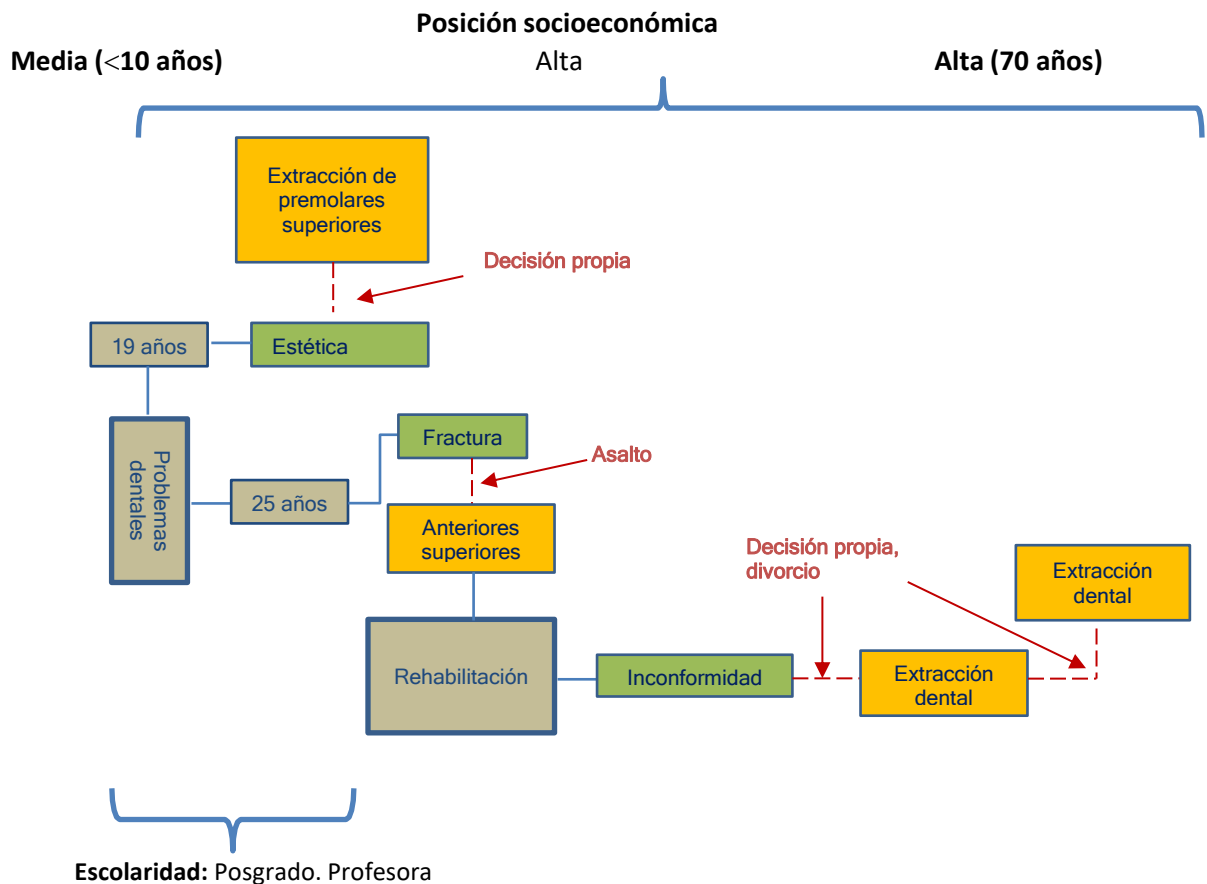 Posición socioeconómica
Media (<10 años)
Alta
Alta (70 años)
Extracción de
premolares
superiores
Decisión propia
19 años
Estética
Problemas
dentales
25 años
Fractura
Asalto
Anteriores
superiores
Decisión propia,
divorcio
Extracción
dental
Rehabilitación
Inconformidad
Extracción
dental
Escolaridad: Posgrado. Profesora